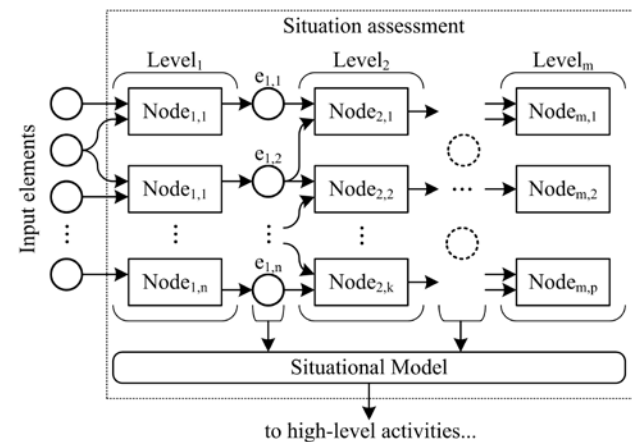 Situation assessment
Level1 e1,1 Level2 Levelm
Node1,1 Node2,1 Nodem,1
Input elements
e1,2
Node1,1 Node2,2 ... Nodem,2
e1,n
Node1,n Node2,k Nodem,p
Situational Model
to high-level activities...